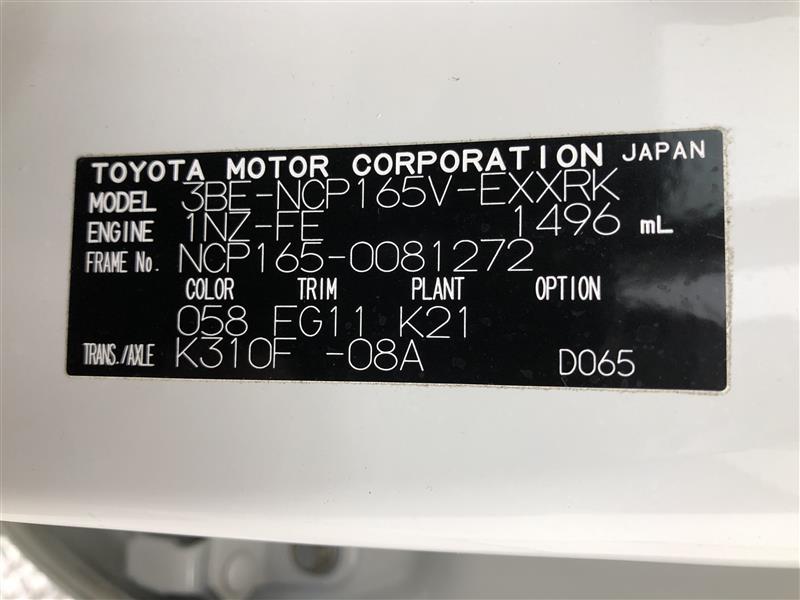 TOYOTA MOTOR CORPORATION JAPAN
MODEL 3BE-NCP165V-EXXRK
ENGINE 1NZ-FE 1496 mL
FRAME No. NCP165-0081272
COLOR TRIM PLANT OPTION
058 FG11 K21
TRANS./AXLE K310F -08A D065